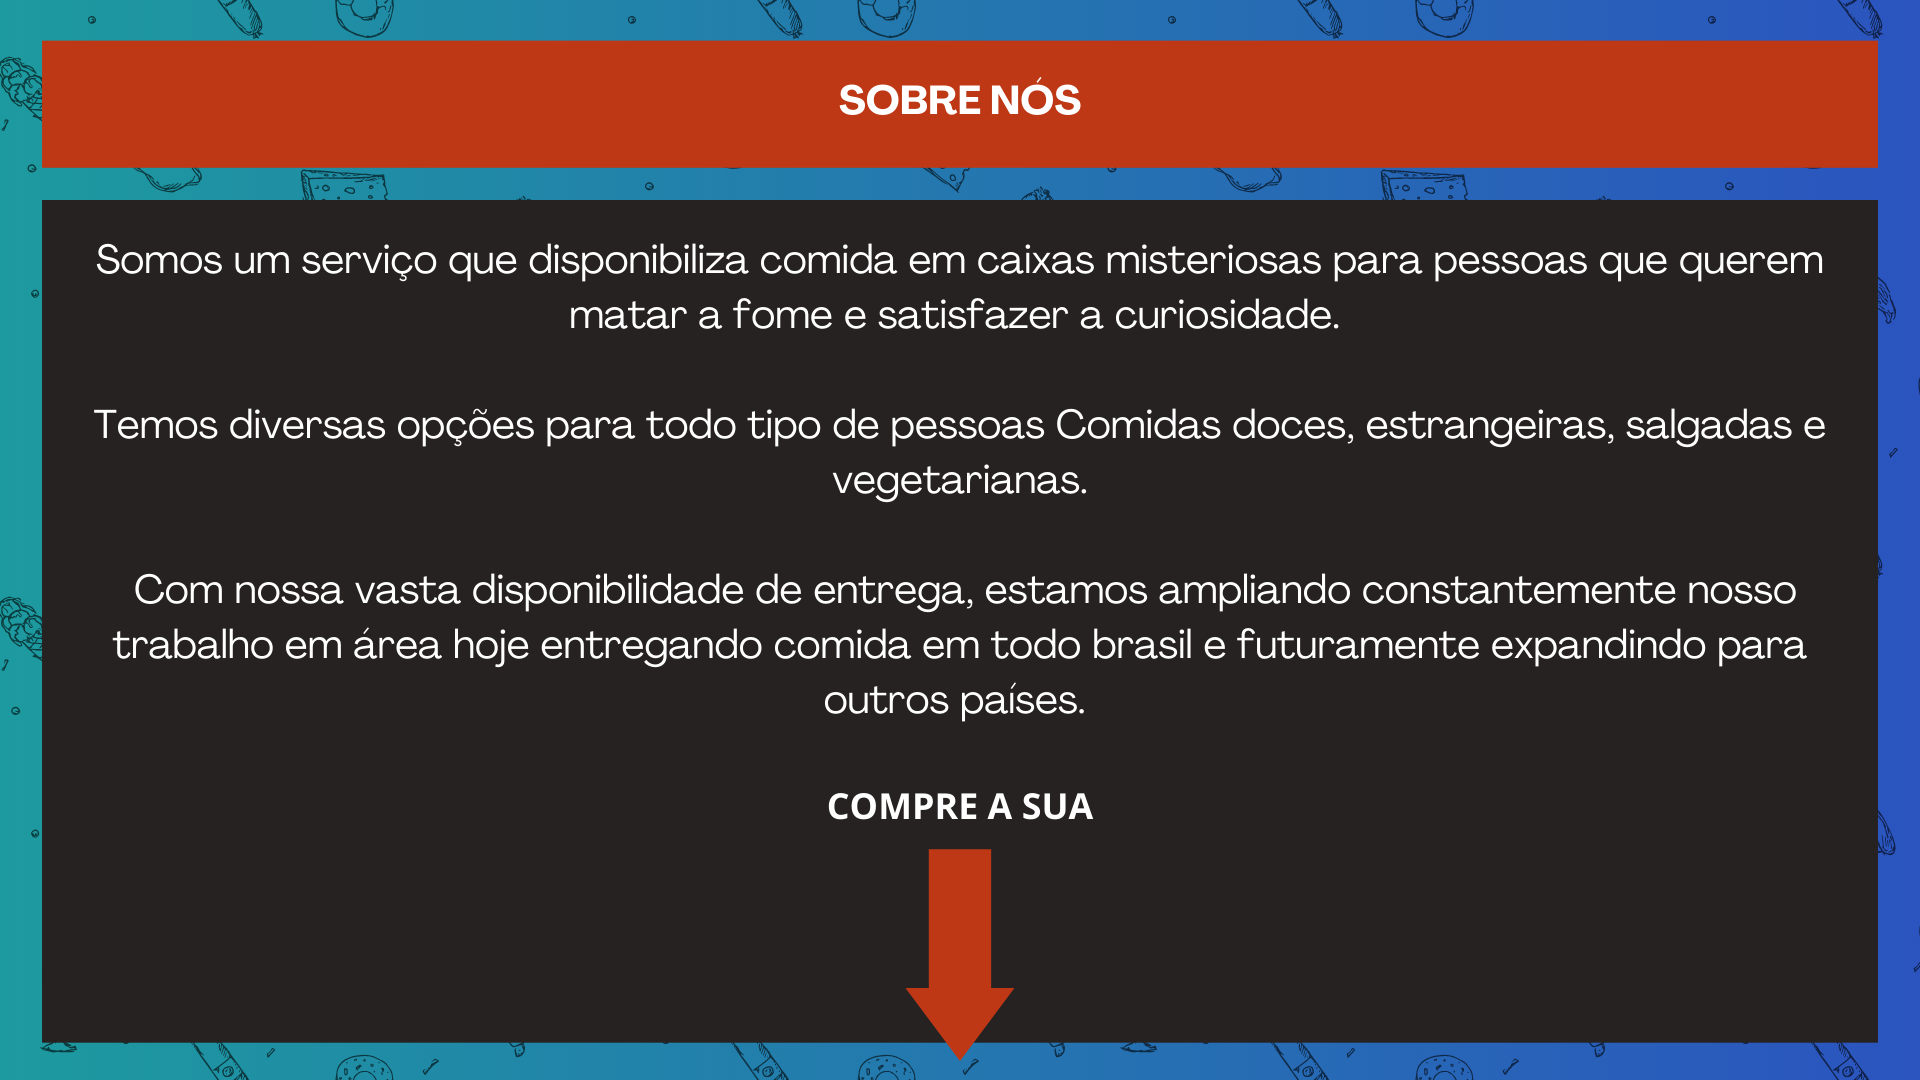 SOBRE NÓS
Somos um serviço que disponibiliza comida em caixas misteriosas para pessoas que querem
matar a fome e satisfazer a curiosidade.
Temos diversas opções para todo tipo de pessoas Comidas doces, estrangeiras, salgadas e
vegetarianas.
Com nossa vasta disponibilidade de entrega, estamos ampliando constantemente nosso
trabalho em área hoje entregando comida em todo brasil e futuramente expandindo para
outros países.
COMPRE A SUA